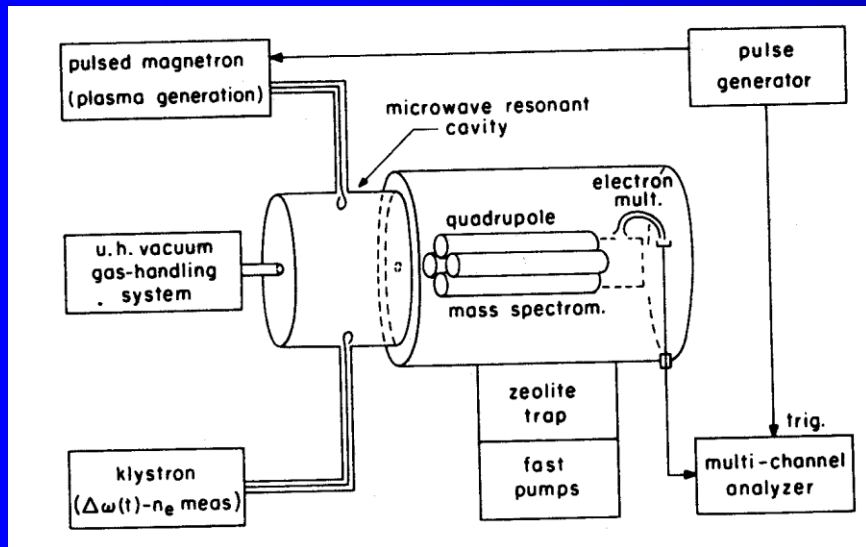 pulsed magnetron
(plasma generation)
pulse
generator
microwave resonant
cavity
electron
mult.
quadrupole
u.h. vacuum
gas-handling
system
mass spectrom.
zeolite
trap
trig.
klystron
(Δω(t)-nₑ meas)
fast
pumps
multi-channel
analyzer